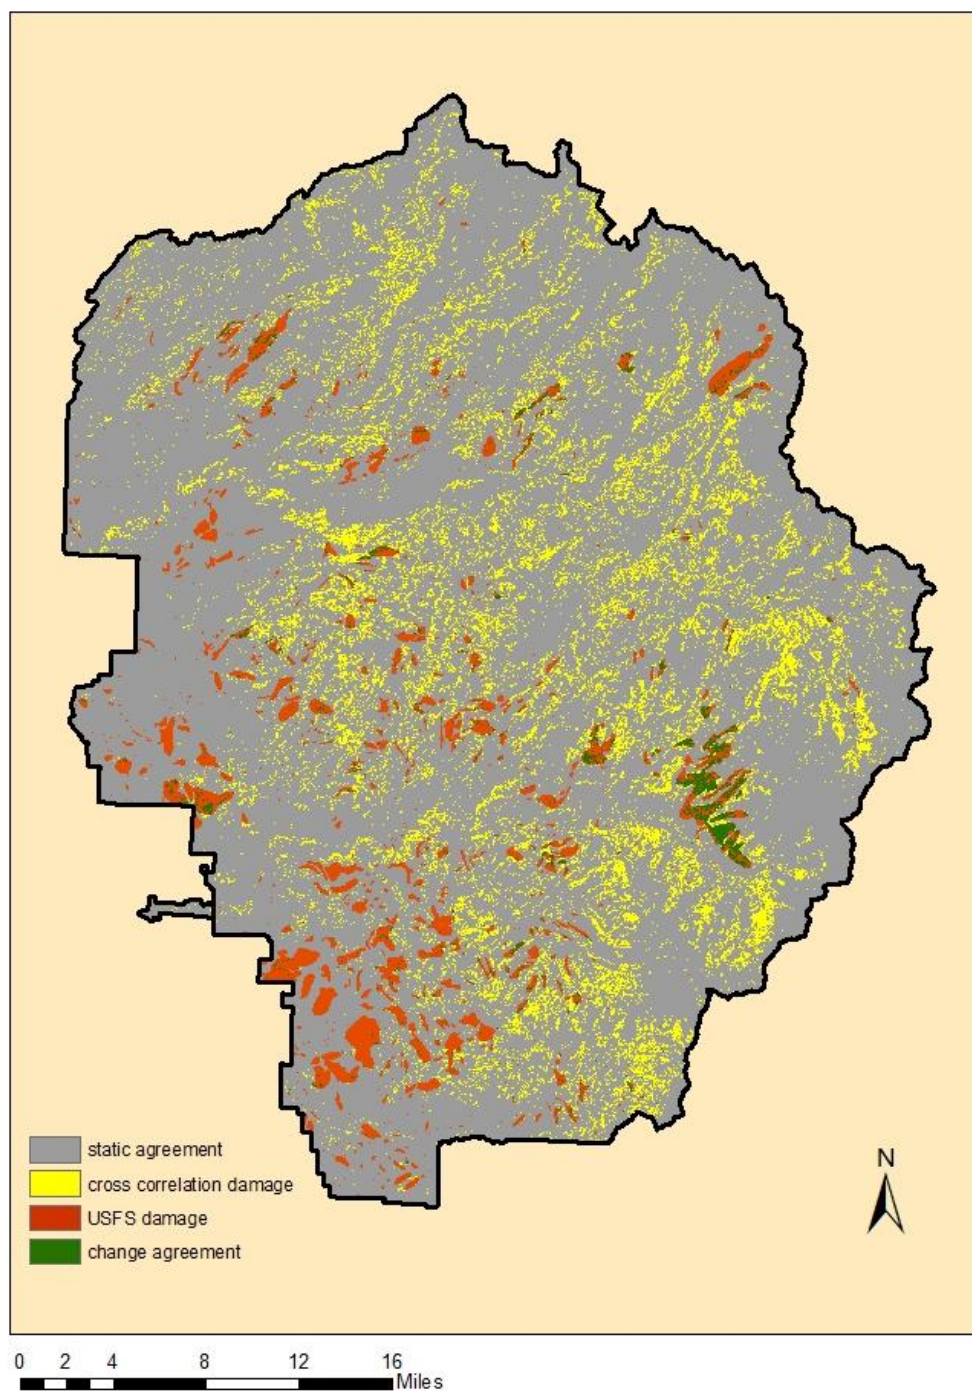 static agreement
cross correlation damage
USFS damage
change agreement
N
0 2 4 8 12 16
Miles